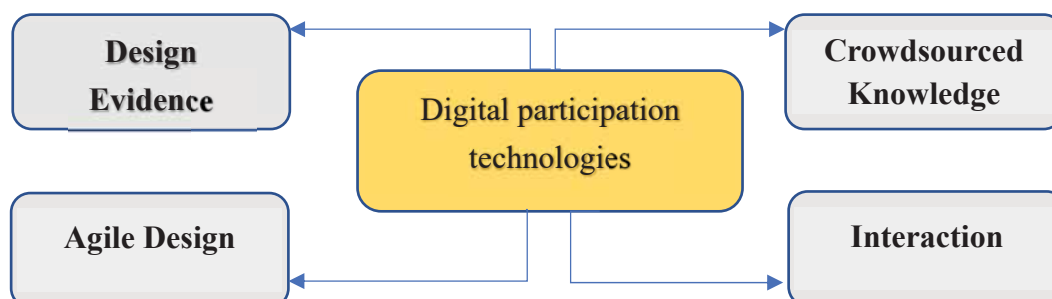 Design
Evidence
Crowdsourced
Knowledge
Digital participation
technologies
Agile Design
Interaction